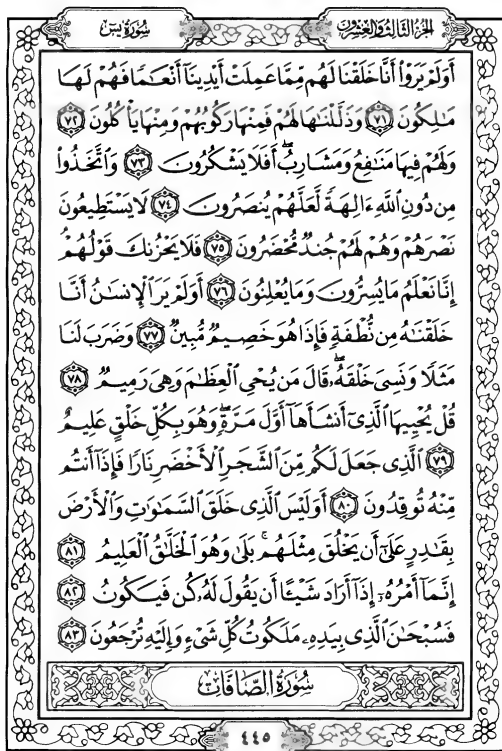 الجزء الثالث والعشرون
سورة يس
أَوَلَمْ يَرَوْا۟ أَنَّا خَلَقْنَا لَهُم مِّمَّا عَمِلَتْ أَيْدِينَآ أَنْعَـٰمًا فَهُمْ لَهَا
مَـٰلِكُونَ ٧١ وَذَلَّلْنَـٰهَا لَهُمْ فَمِنْهَا رَكُوبُهُمْ وَمِنْهَا يَأْكُلُونَ ٧٢
وَلَهُمْ فِيهَا مَنَـٰفِعُ وَمَشَارِبُ ۖ أَفَلَا يَشْكُرُونَ ٧٣ وَٱتَّخَذُوا۟
مِن دُونِ ٱللَّهِ ءَالِهَةً لَّعَلَّهُمْ يُنصَرُونَ ٧٤ لَا يَسْتَطِيعُونَ
نَصْرَهُمْ وَهُمْ لَهُمْ جُندٌ مُّحْضَرُونَ ٧٥ فَلَا يَحْزُنكَ قَوْلُهُمْ ۘ
إِنَّا نَعْلَمُ مَا يُسِرُّونَ وَمَا يُعْلِنُونَ ٧٦ أَوَلَمْ يَرَ ٱلْإِنسَـٰنُ أَنَّا
خَلَقْنَـٰهُ مِن نُّطْفَةٍ فَإِذَا هُوَ خَصِيمٌ مُّبِينٌ ٧٧ وَضَرَبَ لَنَا
مَثَلًا وَنَسِىَ خَلْقَهُۥ ۖ قَالَ مَن يُحْىِ ٱلْعِظَـٰمَ وَهِىَ رَمِيمٌ ٧٨
قُلْ يُحْيِيهَا ٱلَّذِىٓ أَنشَأَهَآ أَوَّلَ مَرَّةٍ ۖ وَهُوَ بِكُلِّ خَلْقٍ عَلِيمٌ
٧٩ ٱلَّذِى جَعَلَ لَكُم مِّنَ ٱلشَّجَرِ ٱلْأَخْضَرِ نَارًا فَإِذَآ أَنتُم
مِّنْهُ تُوقِدُونَ ٨٠ أَوَلَيْسَ ٱلَّذِى خَلَقَ ٱلسَّمَـٰوَٰتِ وَٱلْأَرْضَ
بِقَـٰدِرٍ عَلَىٰٓ أَن يَخْلُقَ مِثْلَهُم ۚ بَلَىٰ وَهُوَ ٱلْخَلَّـٰقُ ٱلْعَلِيمُ ٨١
إِنَّمَآ أَمْرُهُۥٓ إِذَآ أَرَادَ شَيْـًٔا أَن يَقُولَ لَهُۥ كُن فَيَكُونُ ٨٢
فَسُبْحَـٰنَ ٱلَّذِى بِيَدِهِۦ مَلَكُوتُ كُلِّ شَىْءٍ وَإِلَيْهِ تُرْجَعُونَ ٨٣
سُورَةُ الصَّافَاتِ
٤٤٥